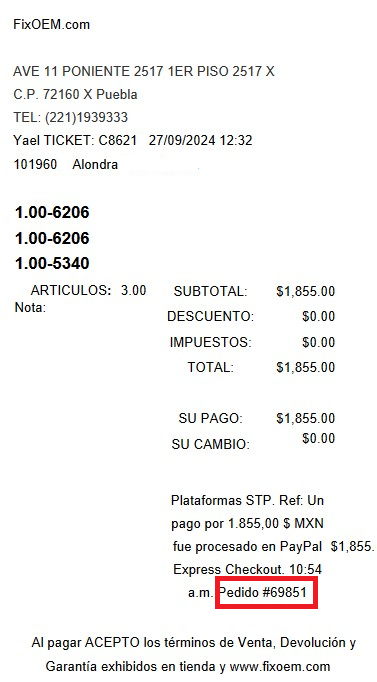 FixOEM.com
AVE 11 PONIENTE 2517 1ER PISO 2517 X
C.P. 72160 X Puebla
TEL: (221)1939333
Yael TICKET: C8621 27/09/2024 12:32
101960 Alondra
1.00-6206
1.00-6206
1.00-5340
ARTICULOS: 3.00 SUBTOTAL: $1,855.00
Nota:
DESCUENTO: $0.00
IMPUESTOS: $0.00
TOTAL: $1,855.00
SU PAGO: $1,855.00
SU CAMBIO: $0.00
Plataformas STP. Ref: Un
pago por 1.855,00 $ MXN
fue procesado en PayPal $1,855.
Express Checkout. 10:54
a.m. Pedido #69851
Al pagar ACEPTO los términos de Venta, Devolución y
Garantía exhibidos en tienda y www.fixoem.com